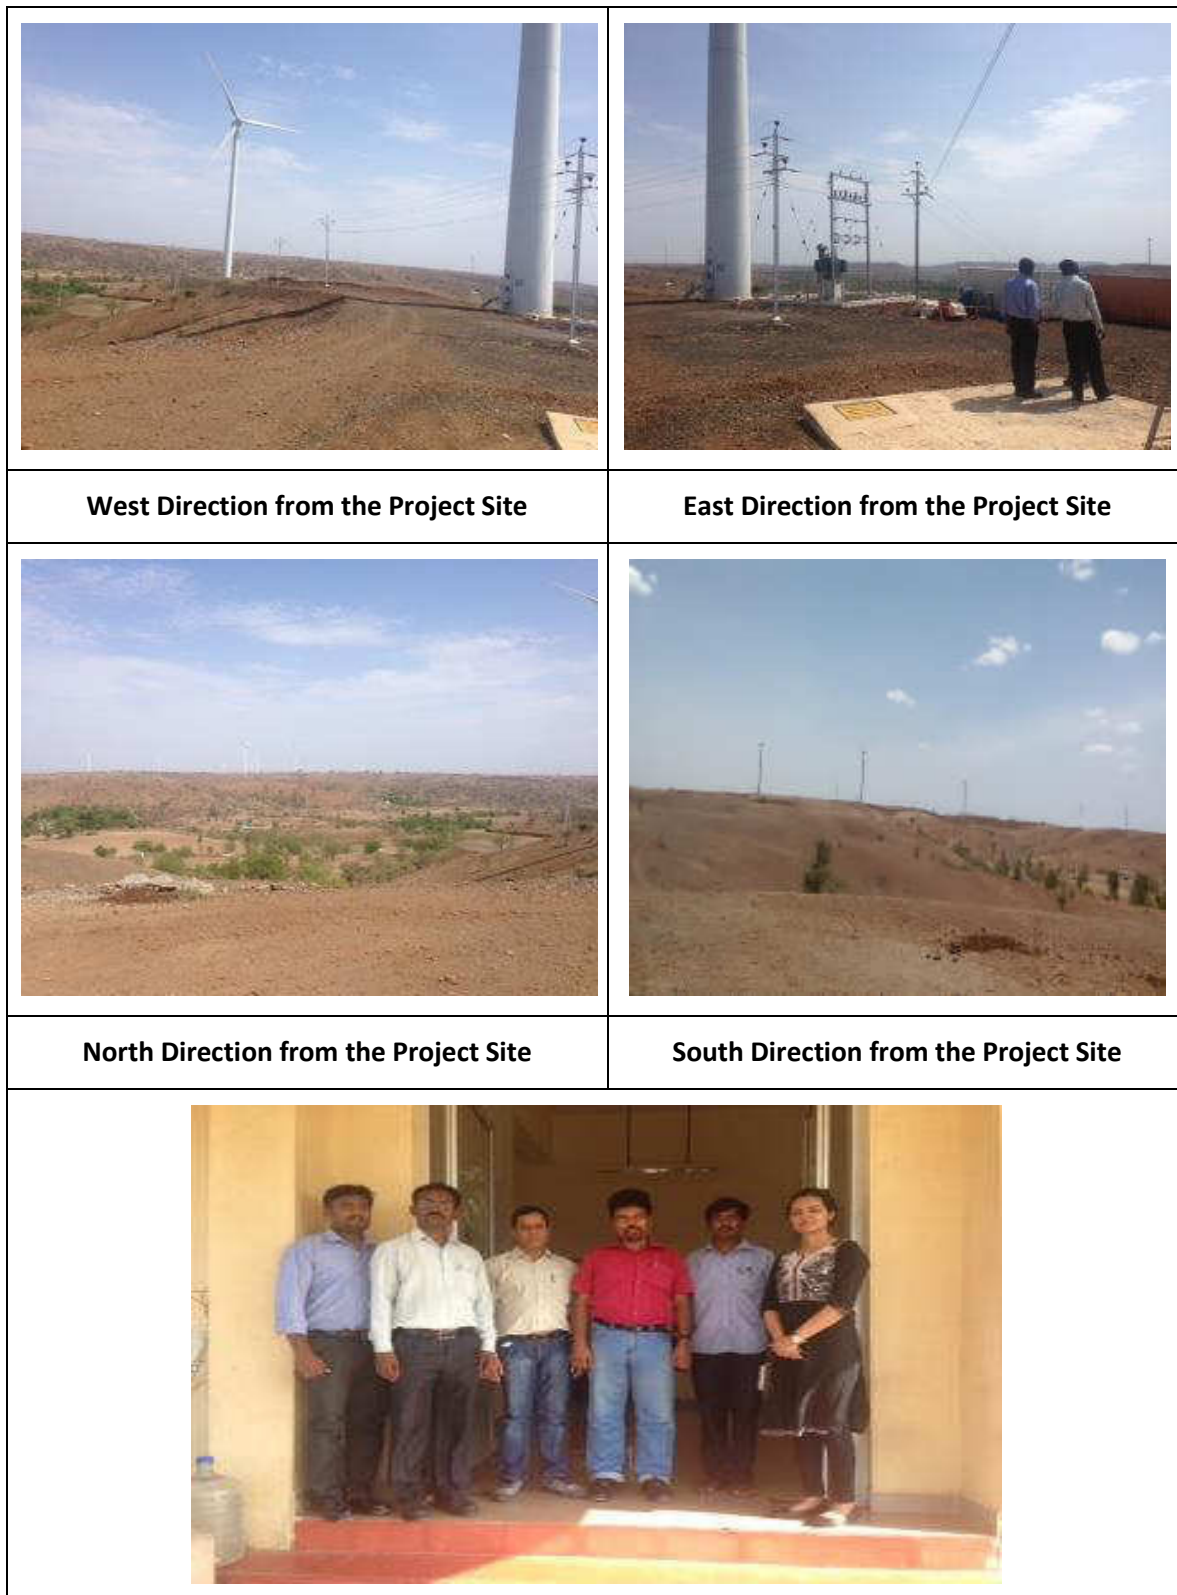 West Direction from the Project Site
East Direction from the Project Site
North Direction from the Project Site
South Direction from the Project Site